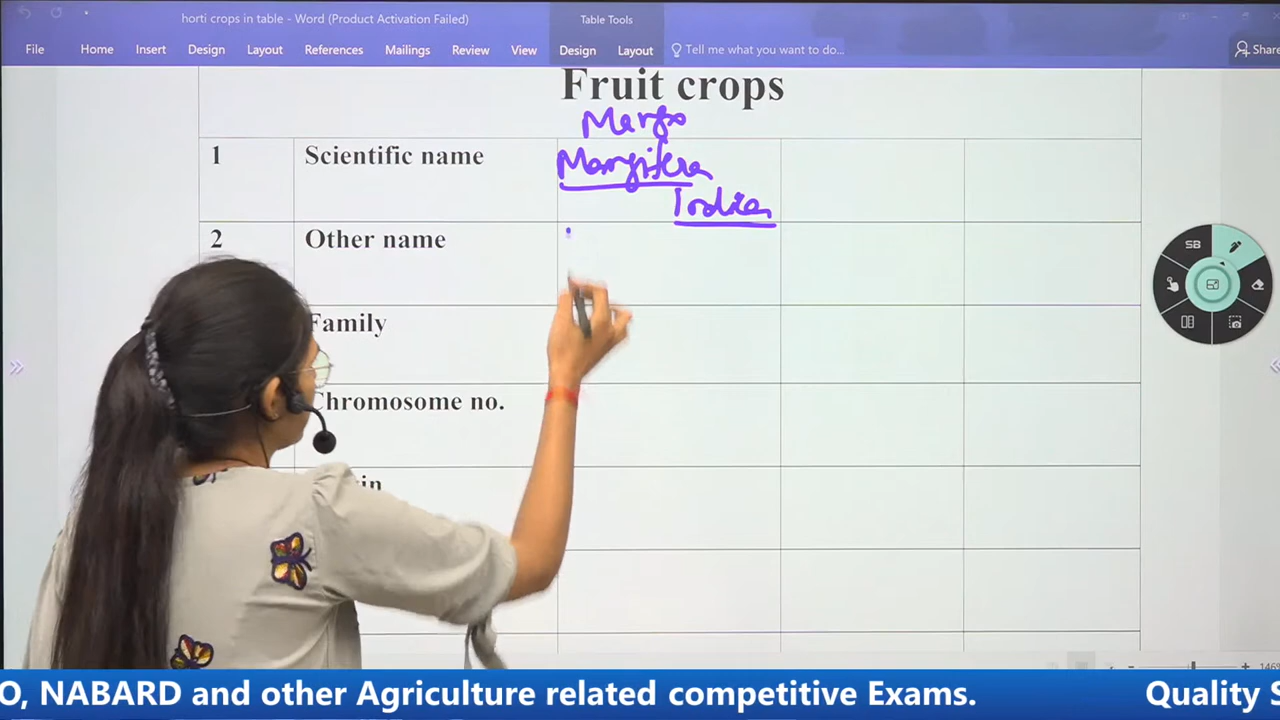 horti crops in table - Word (Product Activation Failed)
Table Tools
File Home Insert Design Layout References Mailings Review View Design Layout Tell me what you want to do... Share
Fruit crops
Mango
1 Scientific name Mangifera
Indica
2 Other name
Family
Chromosome no.
SB
146%
O, NABARD and other Agriculture related competitive Exams. Quality S